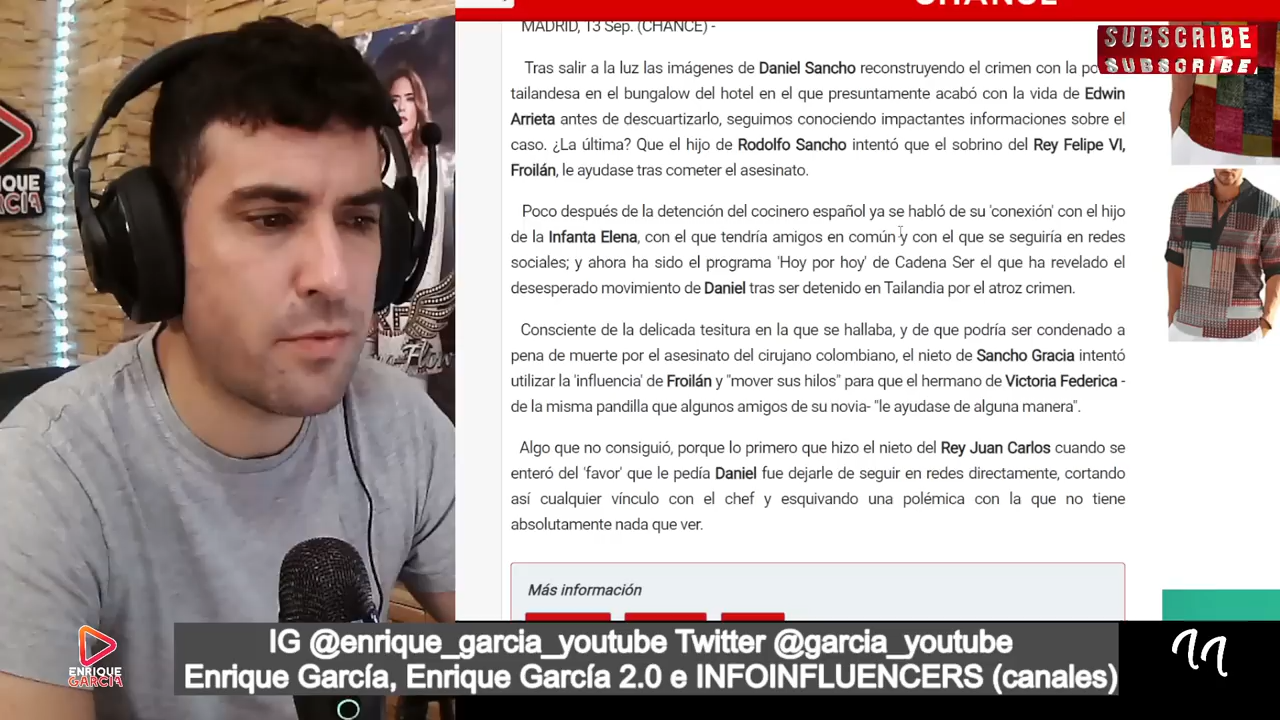 CHANCE
MADRID, 13 Sep. (CHANCE) -
Tras salir a la luz las imágenes de Daniel Sancho reconstruyendo el crimen con la
tailandesa en el bungalow del hotel en el que presuntamente acabó con la vida de Edwin
Arrieta antes de descuartizarlo, seguimos conociendo impactantes informaciones sobre el
caso. ¿La última? Que el hijo de Rodolfo Sancho intentó que el sobrino del Rey Felipe VI,
Froilán, le ayudase tras cometer el asesinato.
Poco después de la detención del cocinero español ya se habló de su 'conexión' con el hijo
de la Infanta Elena, con el que tendría amigos en común y con el que se seguiría en redes
sociales; y ahora ha sido el programa 'Hoy por hoy' de Cadena Ser el que ha revelado el
desesperado movimiento de Daniel tras ser detenido en Tailandia por el atroz crimen.
Consciente de la delicada tesitura en la que se hallaba, y de que podría ser condenado a
pena de muerte por el asesinato del cirujano colombiano, el nieto de Sancho Gracia intentó
utilizar la 'influencia' de Froilán y "mover sus hilos" para que el hermano de Victoria Federica -
de la misma pandilla que algunos amigos de su novia- "le ayudase de alguna manera".
Algo que no consiguió, porque lo primero que hizo el nieto del Rey Juan Carlos cuando se
enteró del 'favor' que le pedía Daniel fue dejarle de seguir en redes directamente, cortando
así cualquier vínculo con el chef y esquivando una polémica con la que no tiene
absolutamente nada que ver.
Más información
SUBSCRIBE
SUBSCRIBE
IQUE
GARCÍA
Flow
IG @enrique_garcia_youtube Twitter @garcia_youtube
Enrique García, Enrique García 2.0 e INFOINFLUENCERS (canales)
ENRIQUE
GARCÍA